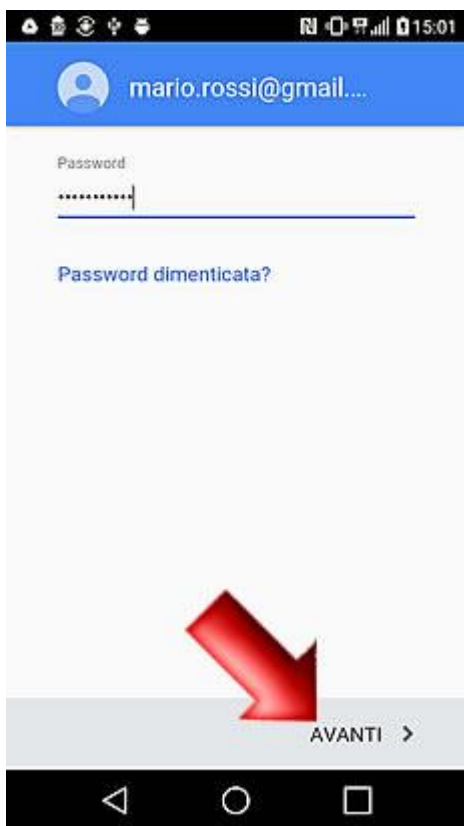 15:01
mario.rossi@gmail....
Password
•••••••••••
Password dimenticata?
AVANTI